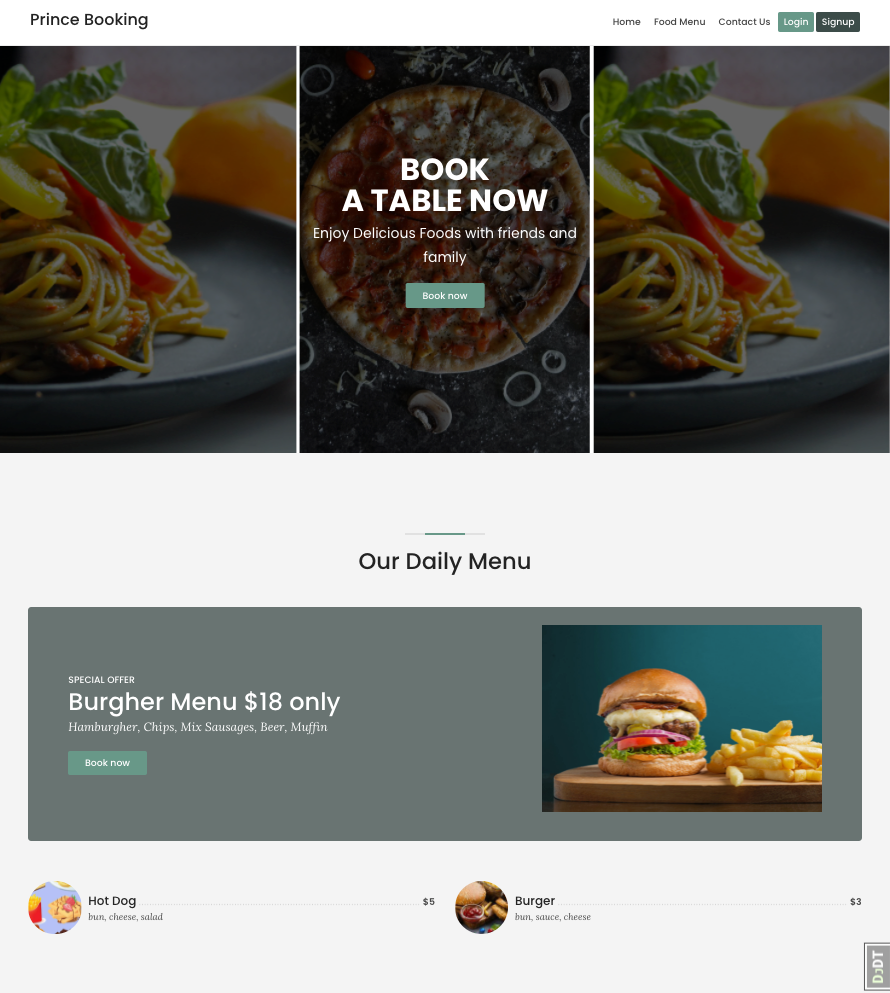 Prince Booking
Home Food Menu Contact Us Login Signup
BOOK
A TABLE NOW
Enjoy Delicious Foods with friends and
family
Book now
Our Daily Menu
SPECIAL OFFER
Burgher Menu $18 only
Hamburgher, Chips, Mix Sausages, Beer, Muffin
Book now
Hot Dog $5
bun, cheese, salad
Burger $3
bun, sauce, cheese
DJDT